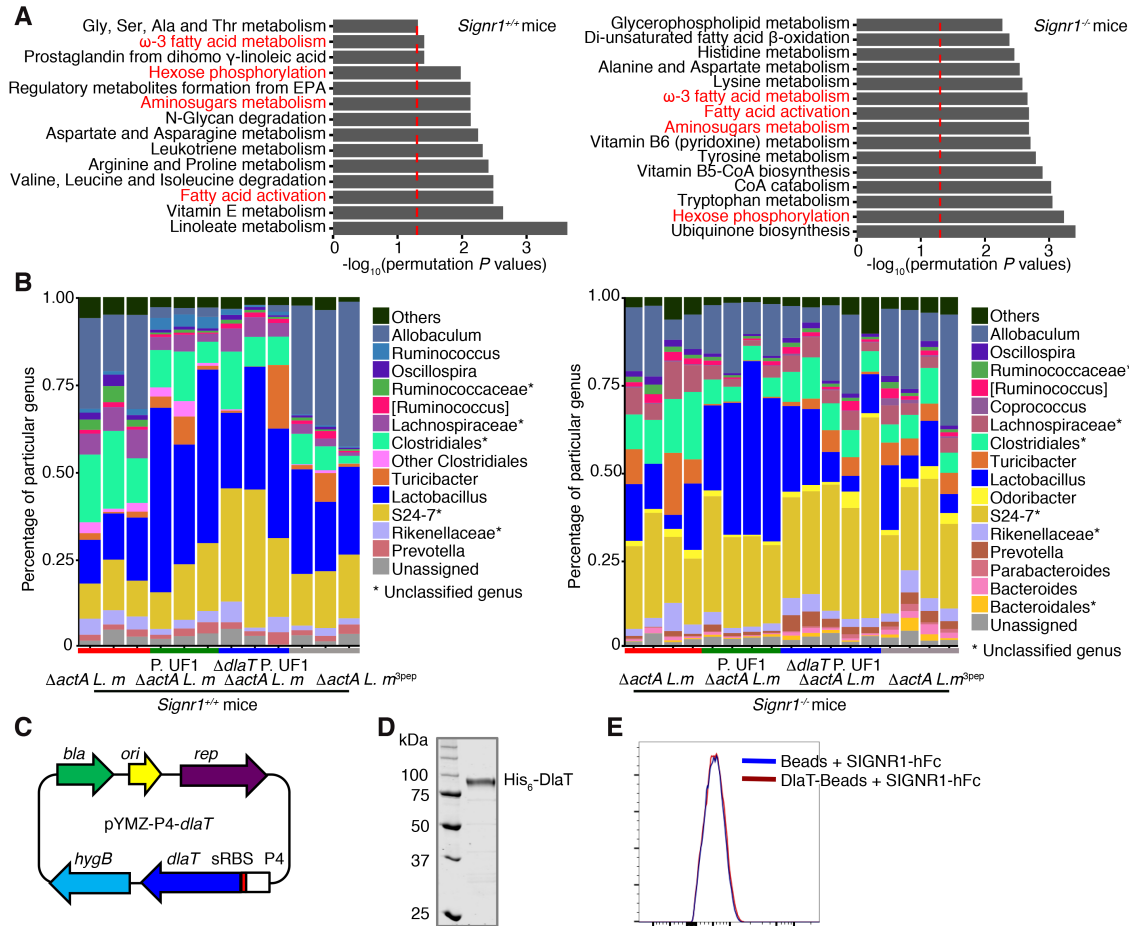 A
Signr1+/+ mice
Gly, Ser, Ala and Thr metabolism
ω-3 fatty acid metabolism
Prostaglandin from dihomo γ-linoleic acid
Hexose phosphorylation
Regulatory metabolites formation from EPA
Aminosugars metabolism
N-Glycan degradation
Aspartate and Asparagine metabolism
Leukotriene metabolism
Arginine and Proline metabolism
Valine, Leucine and Isoleucine degradation
Fatty acid activation
Vitamin E metabolism
Linoleate metabolism
0 1 2 3
-log10(permutation P values)
Signr1-/- mice
Glycerophospholipid metabolism
Di-unsaturated fatty acid β-oxidation
Histidine metabolism
Alanine and Aspartate metabolism
Lysine metabolism
ω-3 fatty acid metabolism
Fatty acid activation
Aminosugars metabolism
Vitamin B6 (pyridoxine) metabolism
Tyrosine metabolism
Vitamin B5-CoA biosynthesis
CoA catabolism
Tryptophan metabolism
Hexose phosphorylation
Ubiquinone biosynthesis
0 1 2 3
-log10(permutation P values)
B
Percentage of particular genus
1.00
0.75
0.50
0.25
0
Others
Allobaculum
Ruminococcus
Oscillospira
Ruminococcaceae*
[Ruminococcus]
Lachnospiraceae*
Clostridiales*
Other Clostridiales
Turicibacter
Lactobacillus
S24-7*
Rikenellaceae*
Prevotella
Unassigned
* Unclassified genus
P. UF1 ΔdlaT P. UF1
ΔactA L. m ΔactA L. m ΔactA L. m ΔactA L. m3pep
Signr1+/+ mice
Percentage of particular genus
1.00
0.75
0.50
0.25
0
Others
Allobaculum
Oscillospira
Ruminococcaceae*
[Ruminococcus]
Coprococcus
Lachnospiraceae*
Clostridiales*
Turicibacter
Lactobacillus
Odoribacter
S24-7*
Rikenellaceae*
Prevotella
Parabacteroides
Bacteroides
Bacteroidales*
Unassigned
* Unclassified genus
P. UF1 ΔdlaT P. UF1
ΔactA L.m ΔactA L. m ΔactA L. m ΔactA L.m3pep
Signr1-/- mice
C
bla ori rep
pYMZ-P4-dlaT
hygB dlaT sRBS P4
D
kDa
100
75
50
37
25
His6-DlaT
E
Beads + SIGNR1-hFc
DlaT-Beads + SIGNR1-hFc